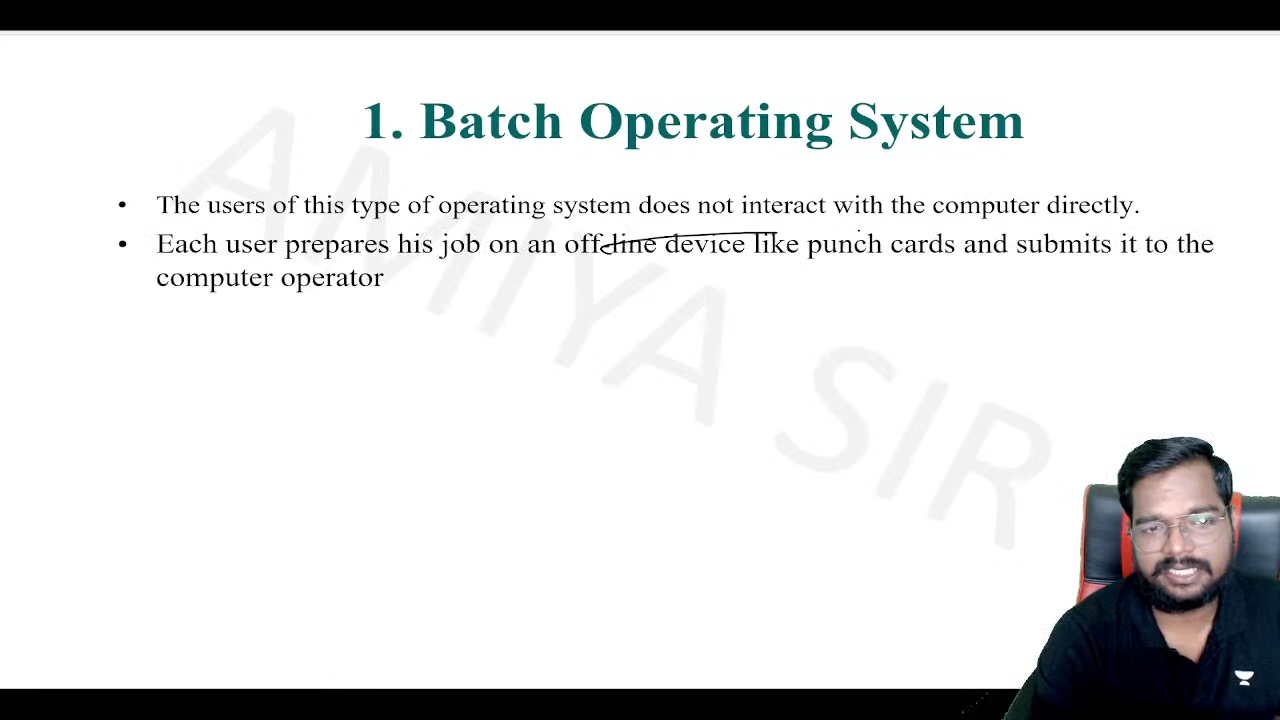 1. Batch Operating System
• The users of this type of operating system does not interact with the computer directly.
• Each user prepares his job on an off-line device like punch cards and submits it to the
computer operator
AMIYA SIR